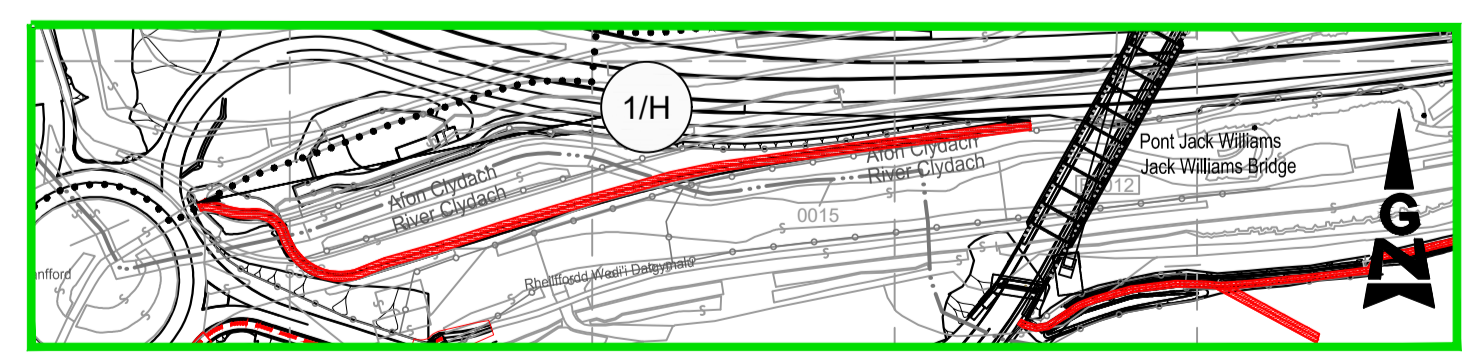 1/H
Pont Jack Williams
Jack Williams Bridge
Afon Clydach
River Clydach
Afon Clydach
River Clydach
0015
Rheilffordd Wedi'i Datgymalu
G
N